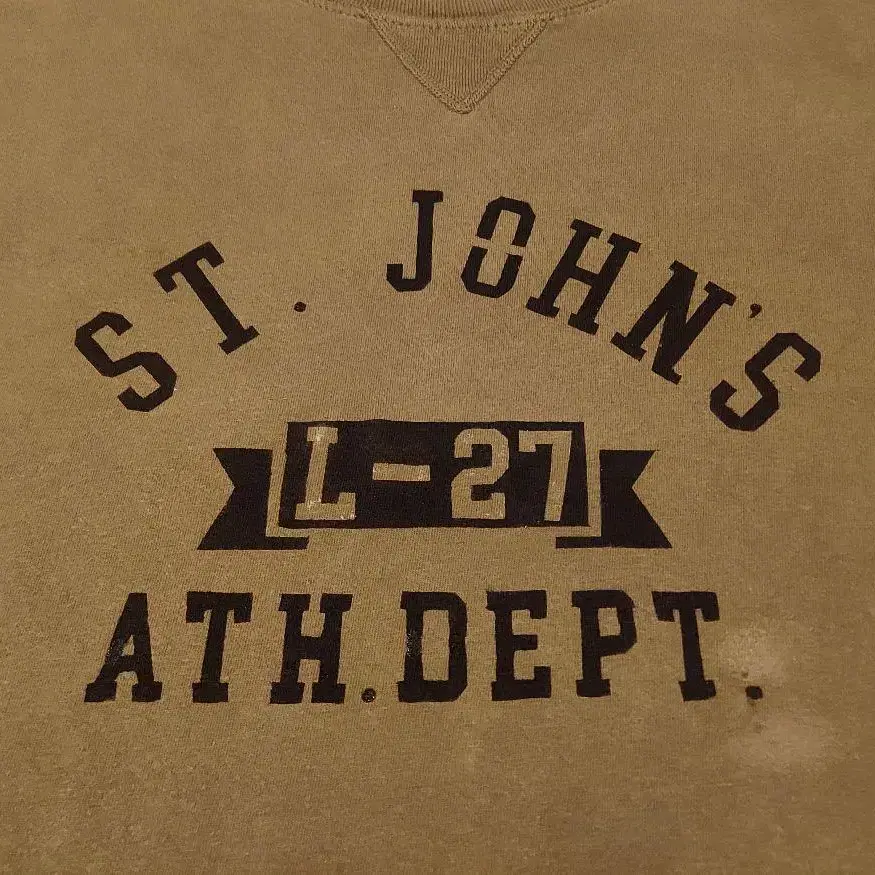 ST. JOHN'S
L-27
ATH.DEPT.